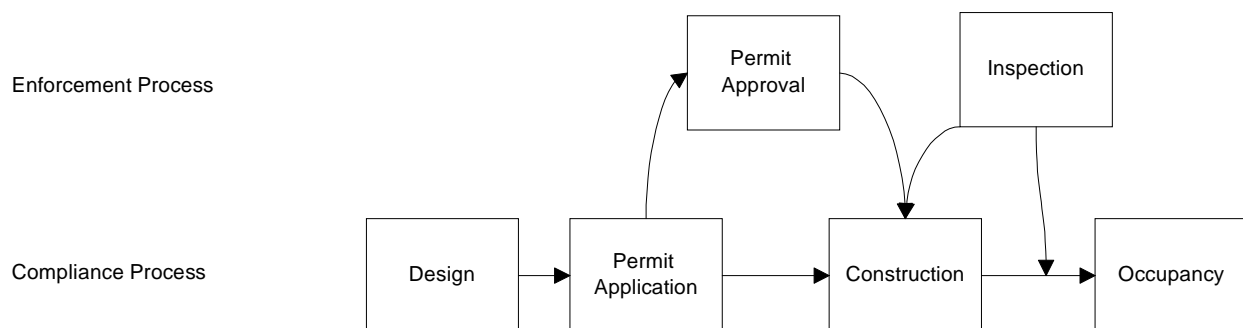 Enforcement Process
Permit
Approval
Inspection
Compliance Process
Design
Permit
Application
Construction
Occupancy